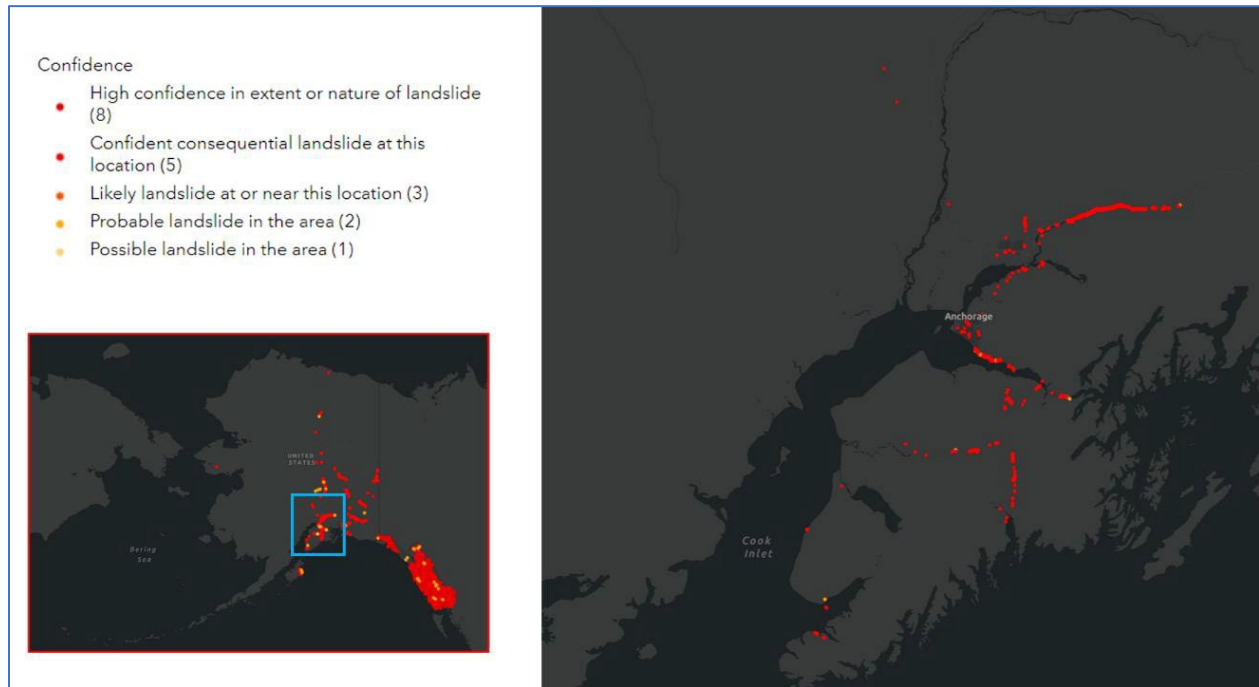 Confidence
High confidence in extent or nature of landslide
(8)
Confident consequential landslide at this
location (5)
Likely landslide at or near this location (3)
Probable landslide in the area (2)
Possible landslide in the area (1)
UNITED
STATES
Bering
Sea
Anchorage
Cook
Inlet